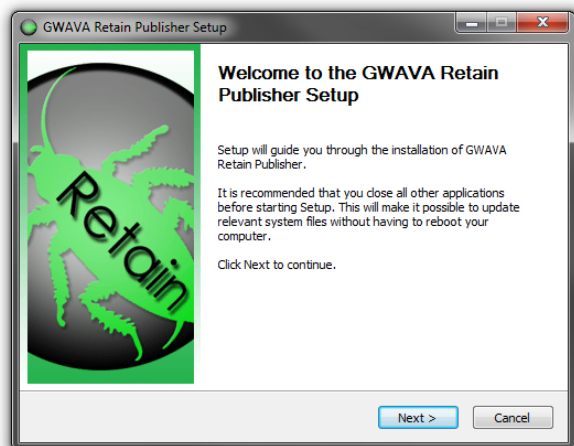 GWAVA Retain Publisher Setup
Welcome to the GWAVA Retain
Publisher Setup
Setup will guide you through the installation of GWAVA
Retain Publisher.
It is recommended that you close all other applications
before starting Setup. This will make it possible to update
relevant system files without having to reboot your
computer.
Click Next to continue.
Retain
Next >
Cancel